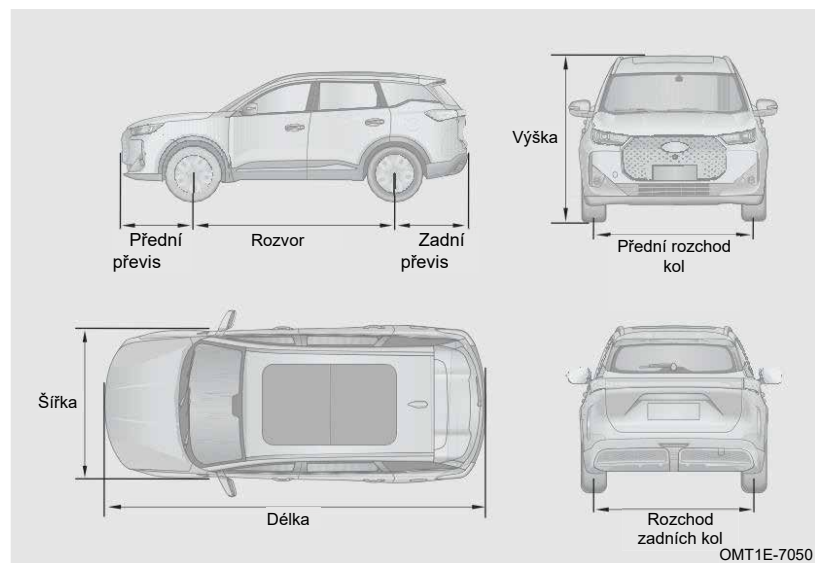 Výška
Přední
převis
Rozvor
Zadní
převis
Přední rozchod
kol
Šířka
Délka
Rozchod
zadních kol
OMT1E-7050